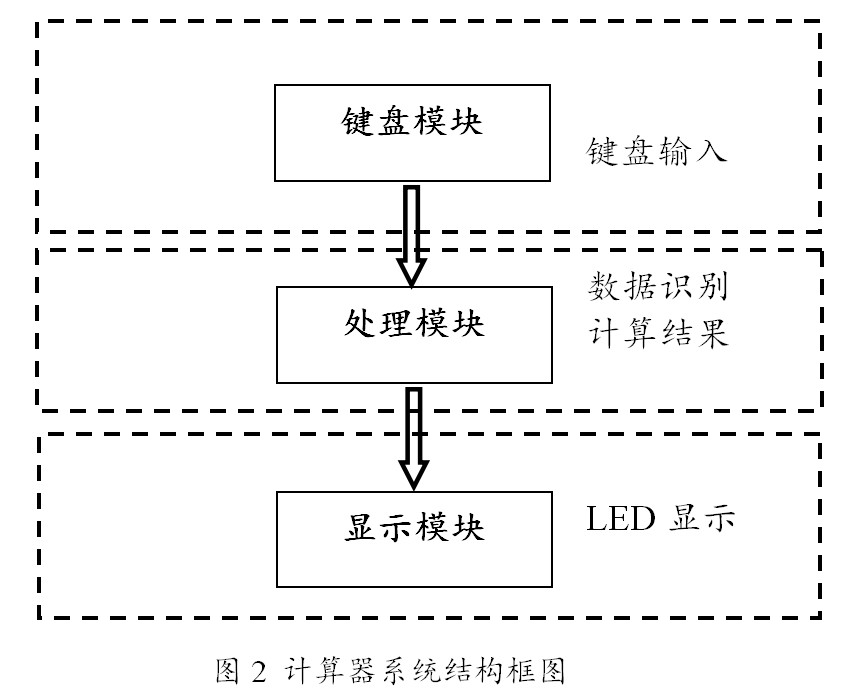 键盘模块
键盘输入
数据识别
计算结果
处理模块
显示模块
LED 显示
图 2 计算器系统结构框图